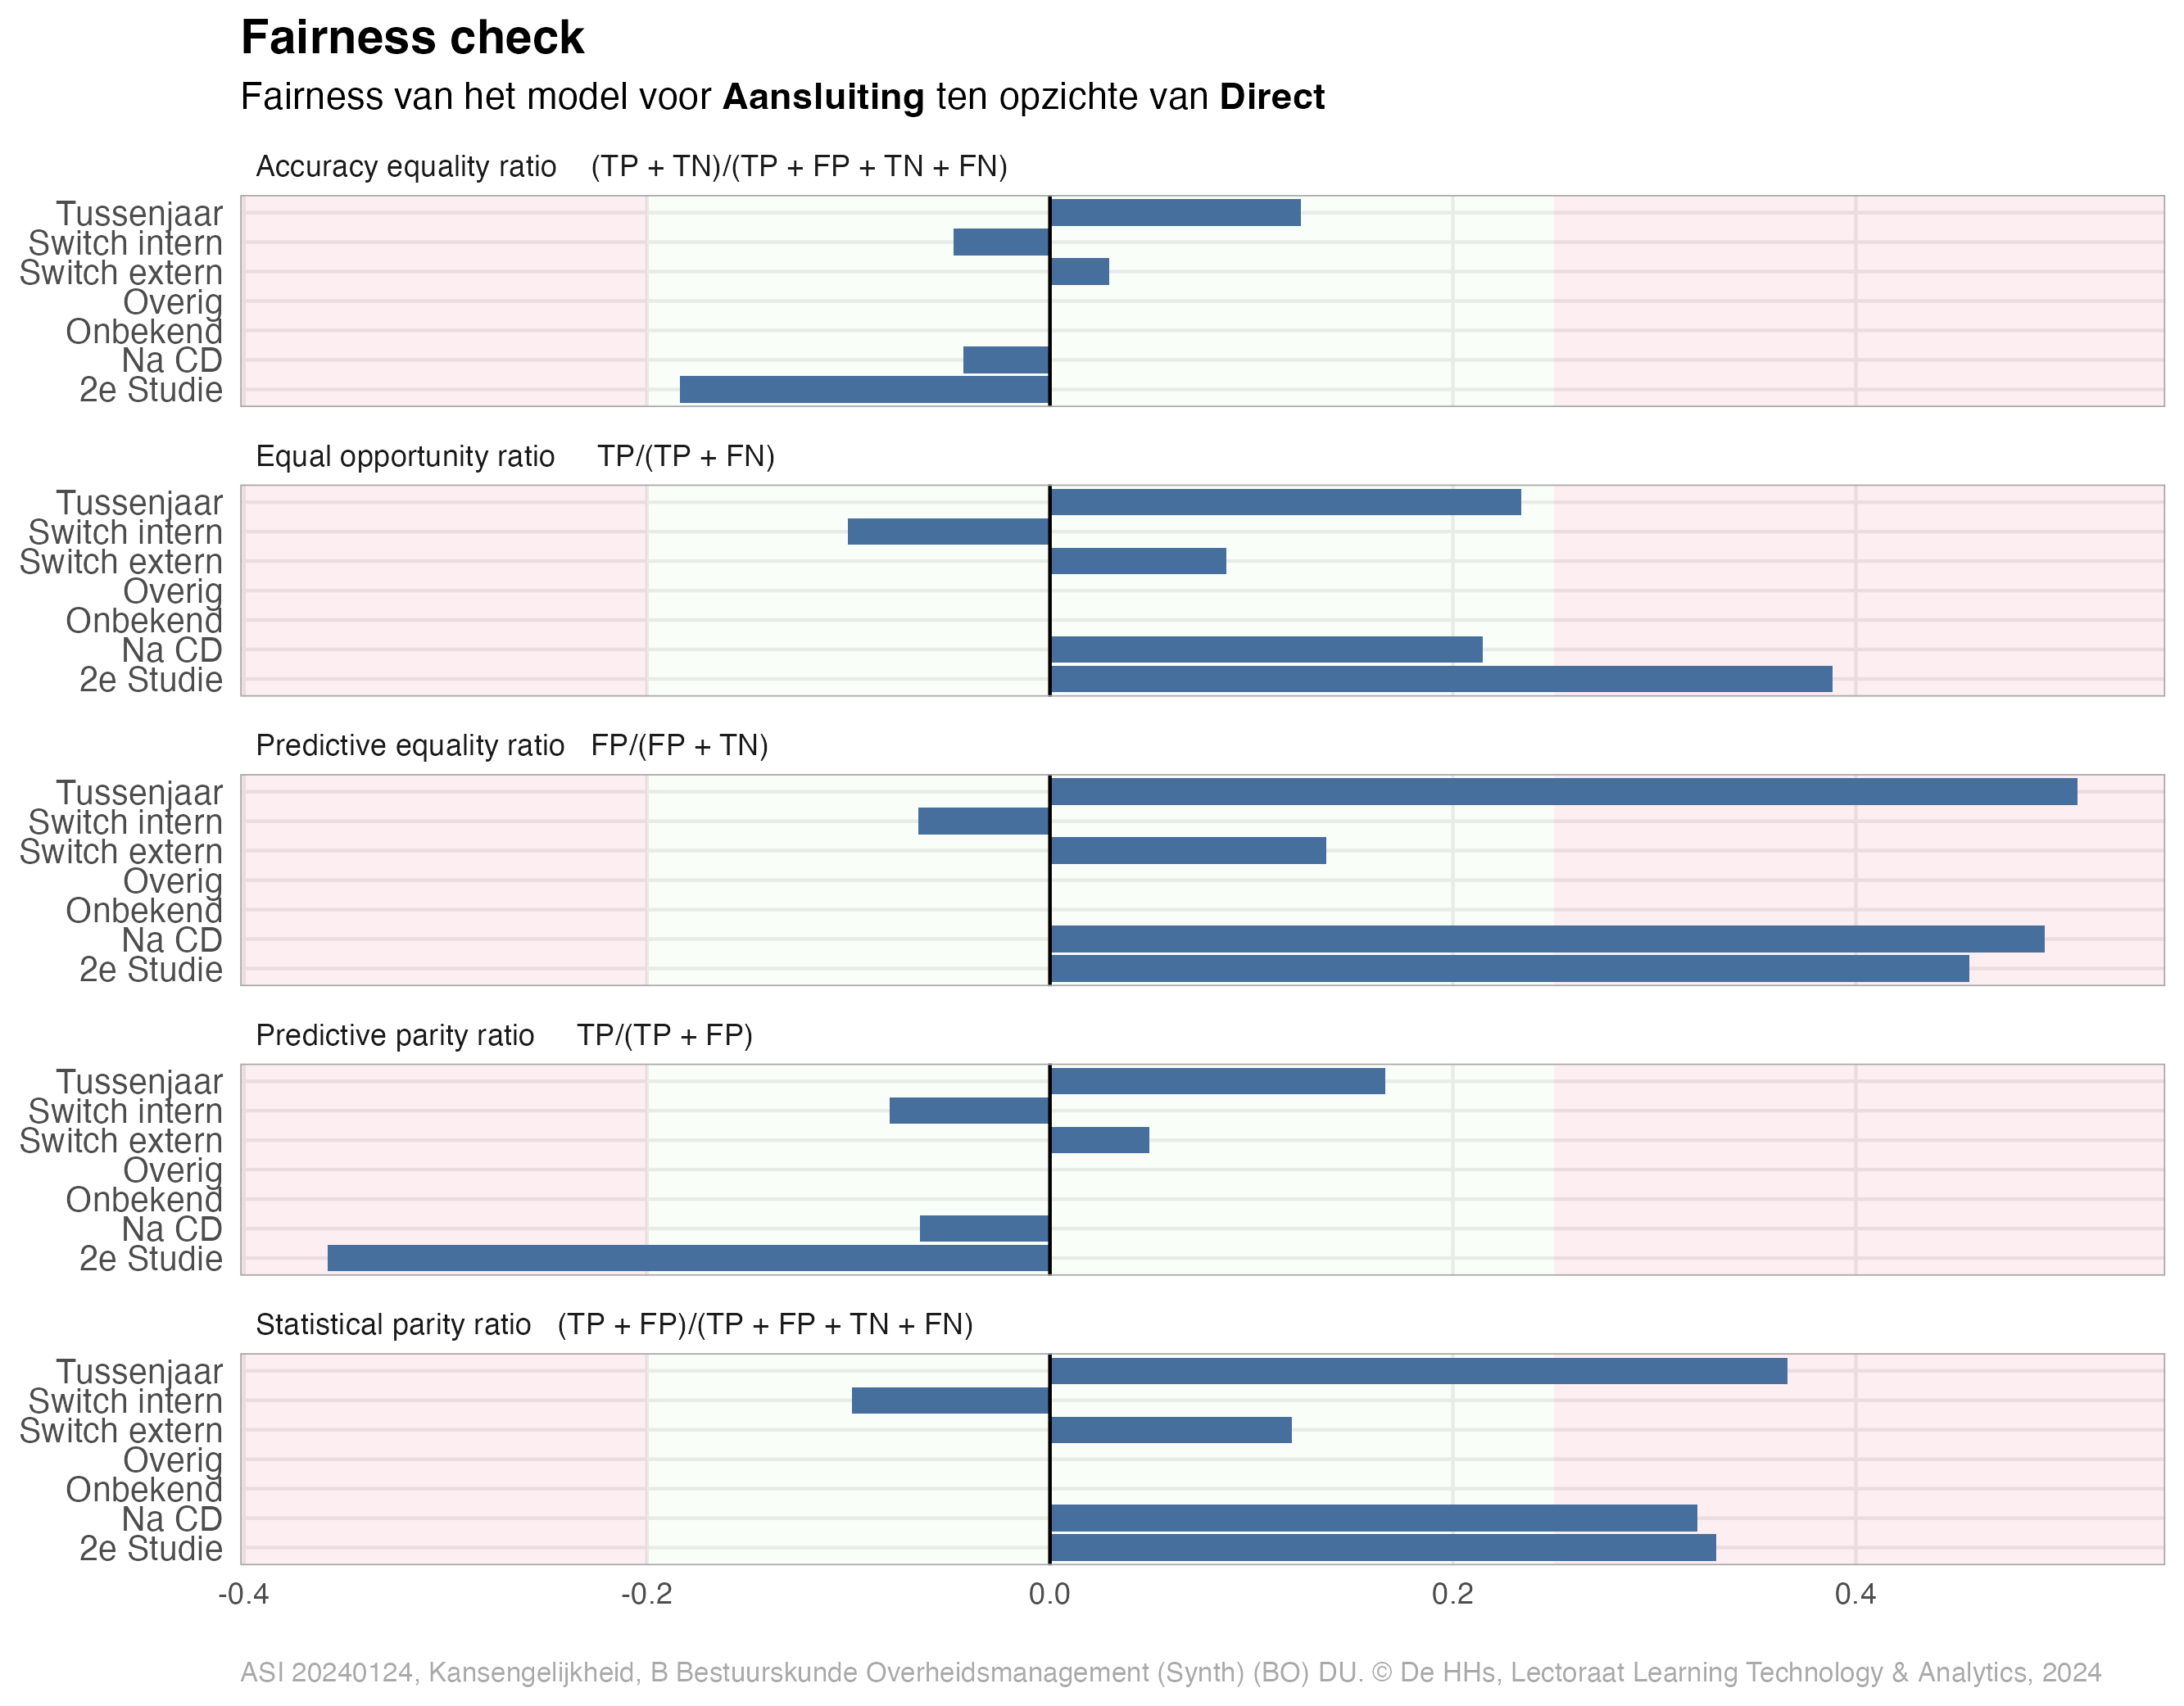 Fairness check
Fairness van het model voor Aansluiting ten opzichte van Direct
Accuracy equality ratio (TP + TN)/(TP + FP + TN + FN)
Tussenjaar
Switch intern
Switch extern
Overig
Onbekend
Na CD
2e Studie
Equal opportunity ratio TP/(TP + FN)
Tussenjaar
Switch intern
Switch extern
Overig
Onbekend
Na CD
2e Studie
Predictive equality ratio FP/(FP + TN)
Tussenjaar
Switch intern
Switch extern
Overig
Onbekend
Na CD
2e Studie
Predictive parity ratio TP/(TP + FP)
Tussenjaar
Switch intern
Switch extern
Overig
Onbekend
Na CD
2e Studie
Statistical parity ratio (TP + FP)/(TP + FP + TN + FN)
Tussenjaar
Switch intern
Switch extern
Overig
Onbekend
Na CD
2e Studie
-0.4 -0.2 0.0 0.2 0.4
ASI 20240124, Kansengelijkheid, B Bestuurskunde Overheidsmanagement (Synth) (BO) DU. © De HHs, Lectoraat Learning Technology & Analytics, 2024